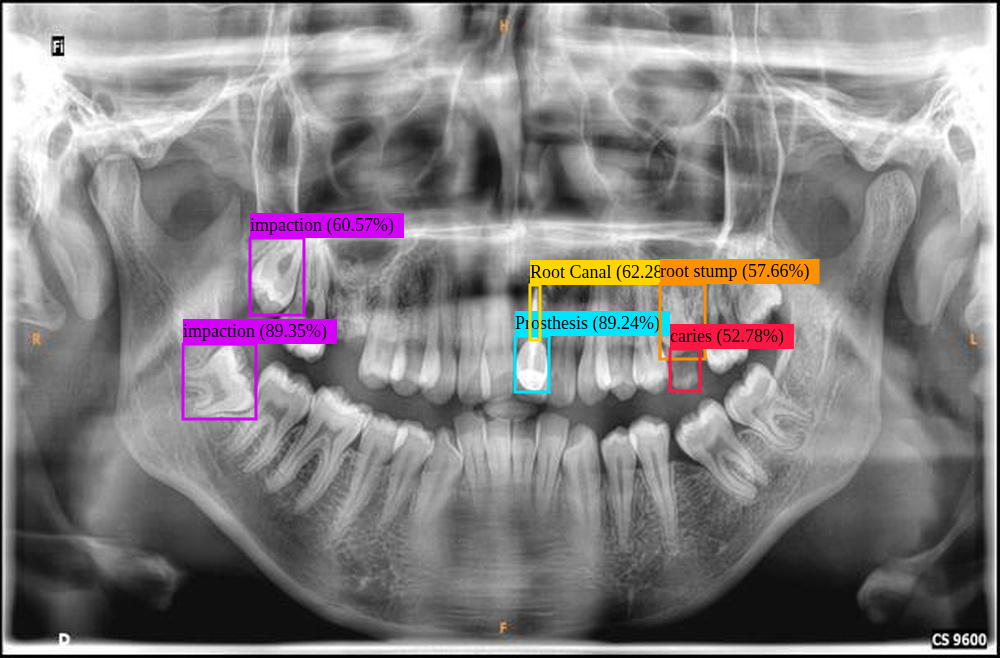 H
Fi
impaction (60.57%)
Root Canal (62.28
root stump (57.66%)
impaction (89.35%)
Prosthesis (89.24%)
caries (52.78%)
R
L
F
D
CS 9600